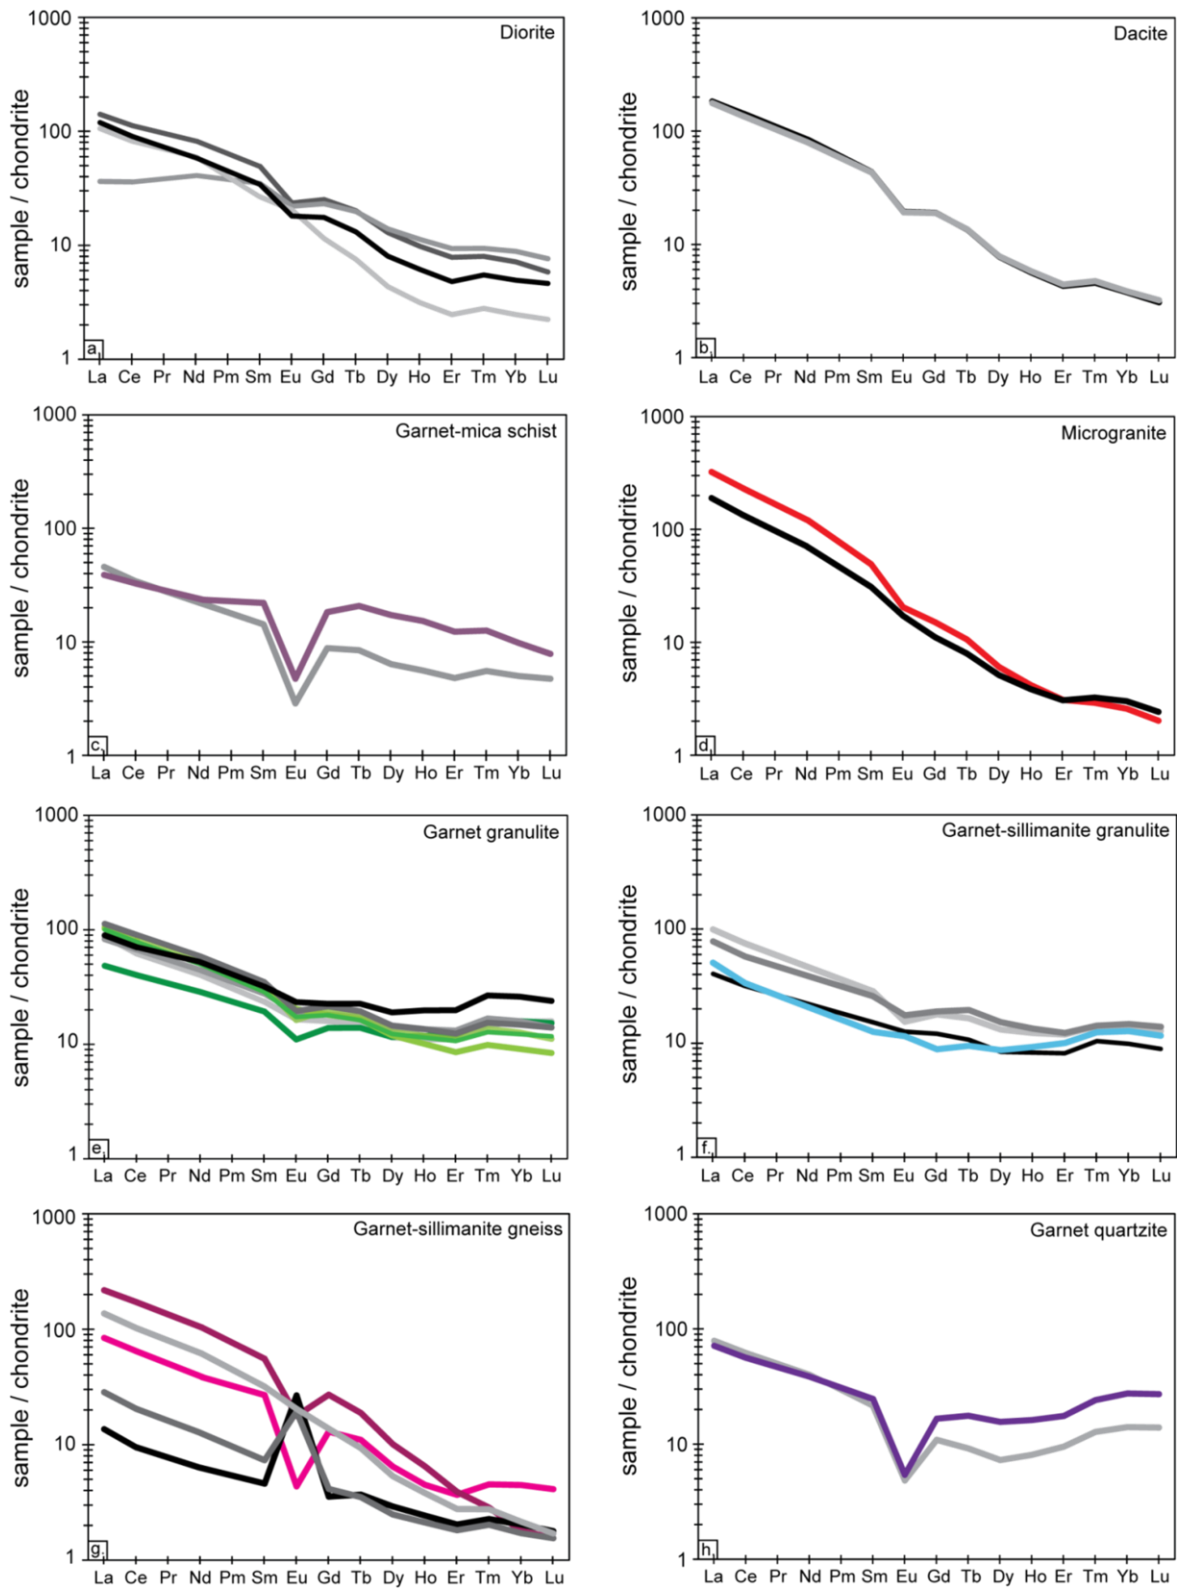 Diorite
sample / chondrite
1000
100
10
1
a.
La Ce Pr Nd Pm Sm Eu Gd Tb Dy Ho Er Tm Yb Lu
Dacite
sample / chondrite
1000
100
10
1
b.
La Ce Pr Nd Pm Sm Eu Gd Tb Dy Ho Er Tm Yb Lu
Garnet-mica schist
sample / chondrite
1000
100
10
1
c.
La Ce Pr Nd Pm Sm Eu Gd Tb Dy Ho Er Tm Yb Lu
Microgranite
sample / chondrite
1000
100
10
1
d.
La Ce Pr Nd Pm Sm Eu Gd Tb Dy Ho Er Tm Yb Lu
Garnet granulite
sample / chondrite
1000
100
10
1
e.
La Ce Pr Nd Pm Sm Eu Gd Tb Dy Ho Er Tm Yb Lu
Garnet-sillimanite granulite
sample / chondrite
1000
100
10
1
f.
La Ce Pr Nd Pm Sm Eu Gd Tb Dy Ho Er Tm Yb Lu
Garnet-sillimanite gneiss
sample / chondrite
1000
100
10
1
g.
La Ce Pr Nd Pm Sm Eu Gd Tb Dy Ho Er Tm Yb Lu
Garnet quartzite
sample / chondrite
1000
100
10
1
h.
La Ce Pr Nd Pm Sm Eu Gd Tb Dy Ho Er Tm Yb Lu